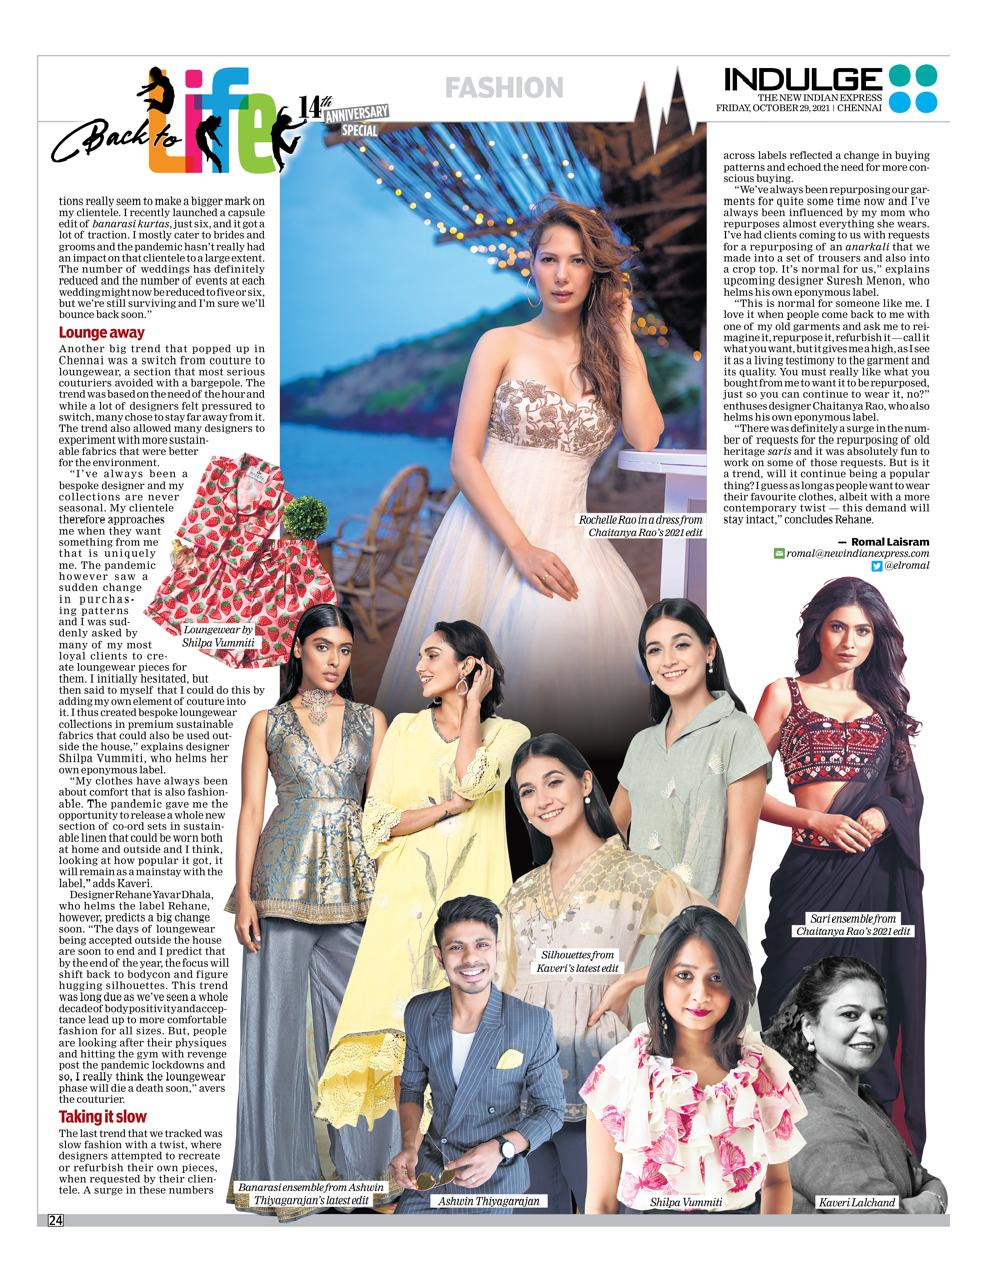 Back to
Life
14th
ANNIVERSARY
SPECIAL
FASHION
INDULGE
THE NEW INDIAN EXPRESS
FRIDAY, OCTOBER 29, 2021 | CHENNAI
tions really seem to make a bigger mark on
my clientele. I recently launched a capsule
edit of banarasi kurtas, just six, and it got a
lot of traction. I mostly cater to brides and
grooms and the pandemic hasn't really had
an impact on that clientele to a large extent.
The number of weddings has definitely
reduced and the number of events at each
wedding might now be reduced to five or six,
but we're still surviving and I'm sure we'll
bounce back soon.”
Lounge away
Another big trend that popped up in
Chennai was a switch from couture to
loungewear, a section that most serious
couturiers avoided with a bargepole. The
trend was based on the need of the hour and
while a lot of designers felt pressured to
switch, many chose to stay far away from it.
The trend also allowed many designers to
experiment with more sustain-
able fabrics that were better
for the environment.
“I've always been a
bespoke designer and my
collections are never
seasonal. My clientele
therefore approaches
me when they want
something from me
that is uniquely
me. The pandemic
however saw a
sudden change
in purchas-
ing patterns
and I was sud-
denly asked by
many of my most
loyal clients to cre-
ate loungewear pieces for
them. I initially hesitated, but
then said to myself that I could do this by
adding my own element of couture into
it. I thus created bespoke loungewear
collections in premium sustainable
fabrics that could also be used out-
side the house,” explains designer
Shilpa Vummiti, who helms her
own eponymous label.
“My clothes have always been
about comfort that is also fashion-
able. The pandemic gave me the
opportunity to release a whole new
section of co-ord sets in sustain-
able linen that could be worn both
at home and outside and I think,
looking at how popular it got, it
will remain as a mainstay with the
label,” adds Kaveri.
Designer Rehane Yavar Dhala,
who helms the label Rehane,
however, predicts a big change
soon. “The days of loungewear
being accepted outside the house
are soon to end and I predict that
by the end of the year, the focus will
shift back to bodycon and figure
hugging silhouettes. This trend
was long due as we've seen a whole
decade of body positivity and accep-
tance lead up to more comfortable
fashion for all sizes. But, people
are looking after their physiques
and hitting the gym with revenge
post the pandemic lockdowns and
so, I really think the loungewear
phase will die a death soon,” avers
the couturier.
Taking it slow
The last trend that we tracked was
slow fashion with a twist, where
designers attempted to recreate
or refurbish their own pieces,
when requested by their clien-
tele. A surge in these numbers
across labels reflected a change in buying
patterns and echoed the need for more con-
scious buying.
“We've always been repurposing our gar-
ments for quite some time now and I've
always been influenced by my mom who
repurposes almost everything she wears.
I've had clients coming to us with requests
for a repurposing of an anarkali that we
made into a set of trousers and also into
a crop top. It's normal for us,” explains
upcoming designer Suresh Menon, who
helms his own eponymous label.
“This is normal for someone like me. I
love it when people come back to me with
one of my old garments and ask me to rei-
magine it, repurpose it, refurbish it — call it
what you want, but it gives me a high, as I see
it as a living testimony to the garment and
its quality. You must really like what you
bought from me to want it to be repurposed,
just so you can continue to wear it, no?”
enthuses designer Chaitanya Rao, who also
helms his own eponymous label.
“There was definitely a surge in the num-
ber of requests for the repurposing of old
heritage saris and it was absolutely fun to
work on some of those requests. But is it
a trend, will it continue being a popular
thing? I guess as long as people want to wear
their favourite clothes, albeit with a more
contemporary twist — this demand will
stay intact,” concludes Rehane.
— Romal Laisram
romal@newindianexpress.com
@elromal
Rochelle Rao in a dress from
Chaitanya Rao's 2021 edit
Loungewear by
Shilpa Vummiti
Sari ensemble from
Chaitanya Rao's 2021 edit
Silhouettes from
Kaveri's latest edit
Banarasi ensemble from Ashwin
Thiyagarajan's latest edit
Ashwin Thiyagarajan
Shilpa Vummiti
Kaveri Lalchand
24